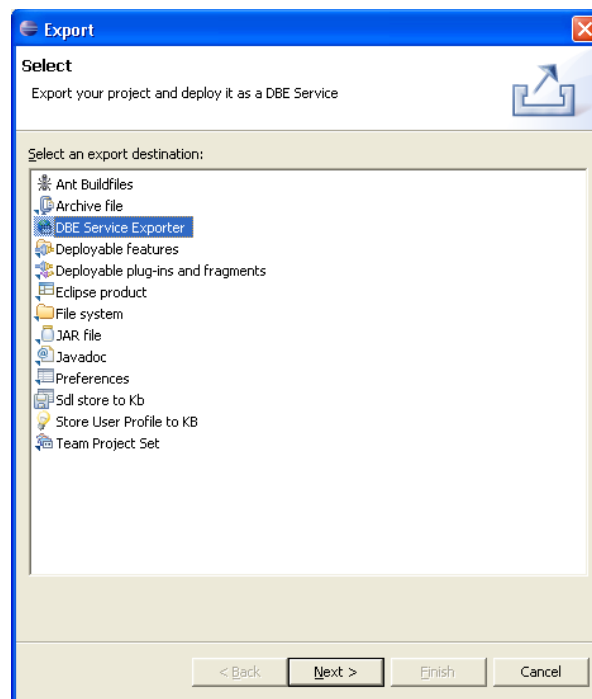 Export
Select
Export your project and deploy it as a DBE Service
Select an export destination:
Ant Buildfiles
Archive file
DBE Service Exporter
Deployable features
Deployable plug-ins and fragments
Eclipse product
File system
JAR file
Javadoc
Preferences
Sdl store to Kb
Store User Profile to KB
Team Project Set
< Back Next > Finish Cancel